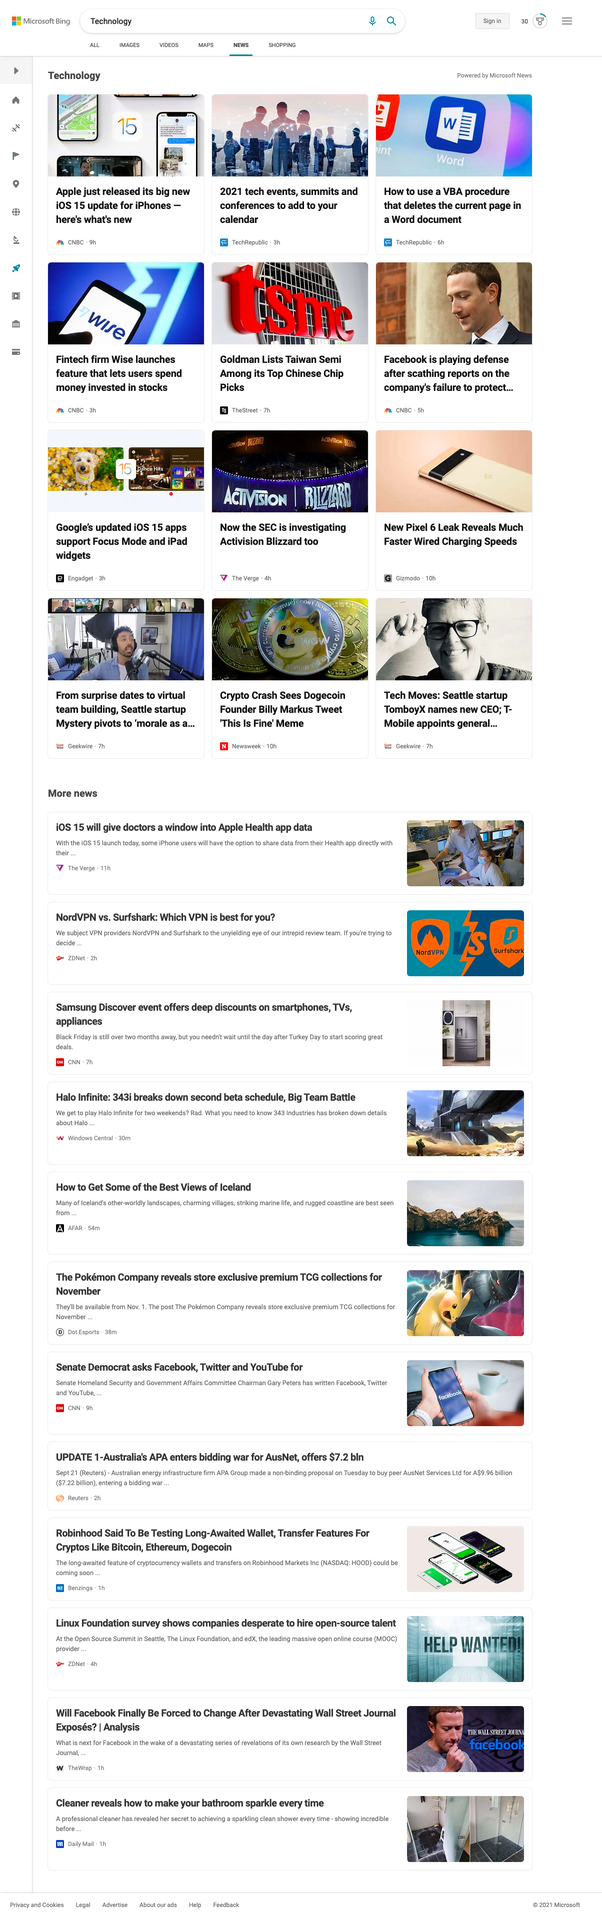 Microsoft Bing
Technology
Sign in
30
ALL
IMAGES
VIDEOS
MAPS
NEWS
SHOPPING
Technology
Powered by Microsoft News
15
Word
Apple just released its big new
iOS 15 update for iPhones —
here's what's new
CNBC · 9h
2021 tech events, summits and
conferences to add to your
calendar
TechRepublic · 3h
How to use a VBA procedure
that deletes the current page in
a Word document
TechRepublic · 6h
wise
tsmc
Fintech firm Wise launches
feature that lets users spend
money invested in stocks
CNBC · 3h
Goldman Lists Taiwan Semi
Among its Top Chinese Chip
Picks
TheStreet · 7h
Facebook is playing defense
after scathing reports on the
company's failure to protect...
CNBC · 5h
15
ACTIVISION BLIZZARD
Google's updated iOS 15 apps
support Focus Mode and iPad
widgets
Engadget · 3h
Now the SEC is investigating
Activision Blizzard too
The Verge · 4h
New Pixel 6 Leak Reveals Much
Faster Wired Charging Speeds
Gizmodo · 10h
From surprise dates to virtual
team building, Seattle startup
Mystery pivots to 'morale as a...
Geekwire · 7h
Crypto Crash Sees Dogecoin
Founder Billy Markus Tweet
'This Is Fine' Meme
Newsweek · 10h
Tech Moves: Seattle startup
TomboyX names new CEO; T-
Mobile appoints general...
Geekwire · 7h
More news
iOS 15 will give doctors a window into Apple Health app data
With the iOS 15 launch today, some iPhone users will have the option to share data from their Health app directly with
their ...
The Verge · 11h
NordVPN vs. Surfshark: Which VPN is best for you?
We subject VPN providers NordVPN and Surfshark to the unyielding eye of our intrepid review team. If you're trying to
decide ...
ZDNet · 2h
NordVPN
VS
Surfshark
Samsung Discover event offers deep discounts on smartphones, TVs,
appliances
Black Friday is still over two months away, but you needn't wait until the day after Turkey Day to start scoring great
deals.
CNN · 7h
Halo Infinite: 343i breaks down second beta schedule, Big Team Battle
We get to play Halo Infinite for two weekends? Rad. What you need to know 343 Industries has broken down details
about Halo ...
Windows Central · 30m
How to Get Some of the Best Views of Iceland
Many of Iceland's other-worldly landscapes, charming villages, striking marine life, and rugged coastline are best seen
from ...
AFAR · 54m
The Pokémon Company reveals store exclusive premium TCG collections for
November
They'll be available from Nov. 1. The post The Pokémon Company reveals store exclusive premium TCG collections for
November ...
Dot Esports · 38m
Senate Democrat asks Facebook, Twitter and YouTube for
Senate Homeland Security and Government Affairs Committee Chairman Gary Peters has written Facebook, Twitter
and YouTube, ...
CNN · 9h
facebook
UPDATE 1-Australia's APA enters bidding war for AusNet, offers $7.2 bln
Sept 21 (Reuters) - Australian energy infrastructure firm APA Group made a non-binding proposal on Tuesday to buy peer AusNet Services Ltd for A$9.96 billion
($7.22 billion), entering a bidding war ...
Reuters · 2h
Robinhood Said To Be Testing Long-Awaited Wallet, Transfer Features For
Cryptos Like Bitcoin, Ethereum, Dogecoin
The long-awaited feature of cryptocurrency wallets and transfers on Robinhood Markets Inc (NASDAQ: HOOD) could be
coming soon ...
Benzinga · 1h
Linux Foundation survey shows companies desperate to hire open-source talent
At the Open Source Summit in Seattle, The Linux Foundation, and edX, the leading massive open online course (MOOC)
provider ...
ZDNet · 4h
HELP WANTED!
Will Facebook Finally Be Forced to Change After Devastating Wall Street Journal
Exposés? | Analysis
What is next for Facebook in the wake of a devastating series of revelations of its own research by the Wall Street
Journal, ...
TheWrap · 1h
THE WALL STREET JOURNA
facebook
Cleaner reveals how to make your bathroom sparkle every time
A professional cleaner has revealed her secret to achieving a sparkling clean shower every time - showing incredible
before ...
Daily Mail · 1h
Privacy and Cookies
Legal
Advertise
About our ads
Help
Feedback
© 2021 Microsoft